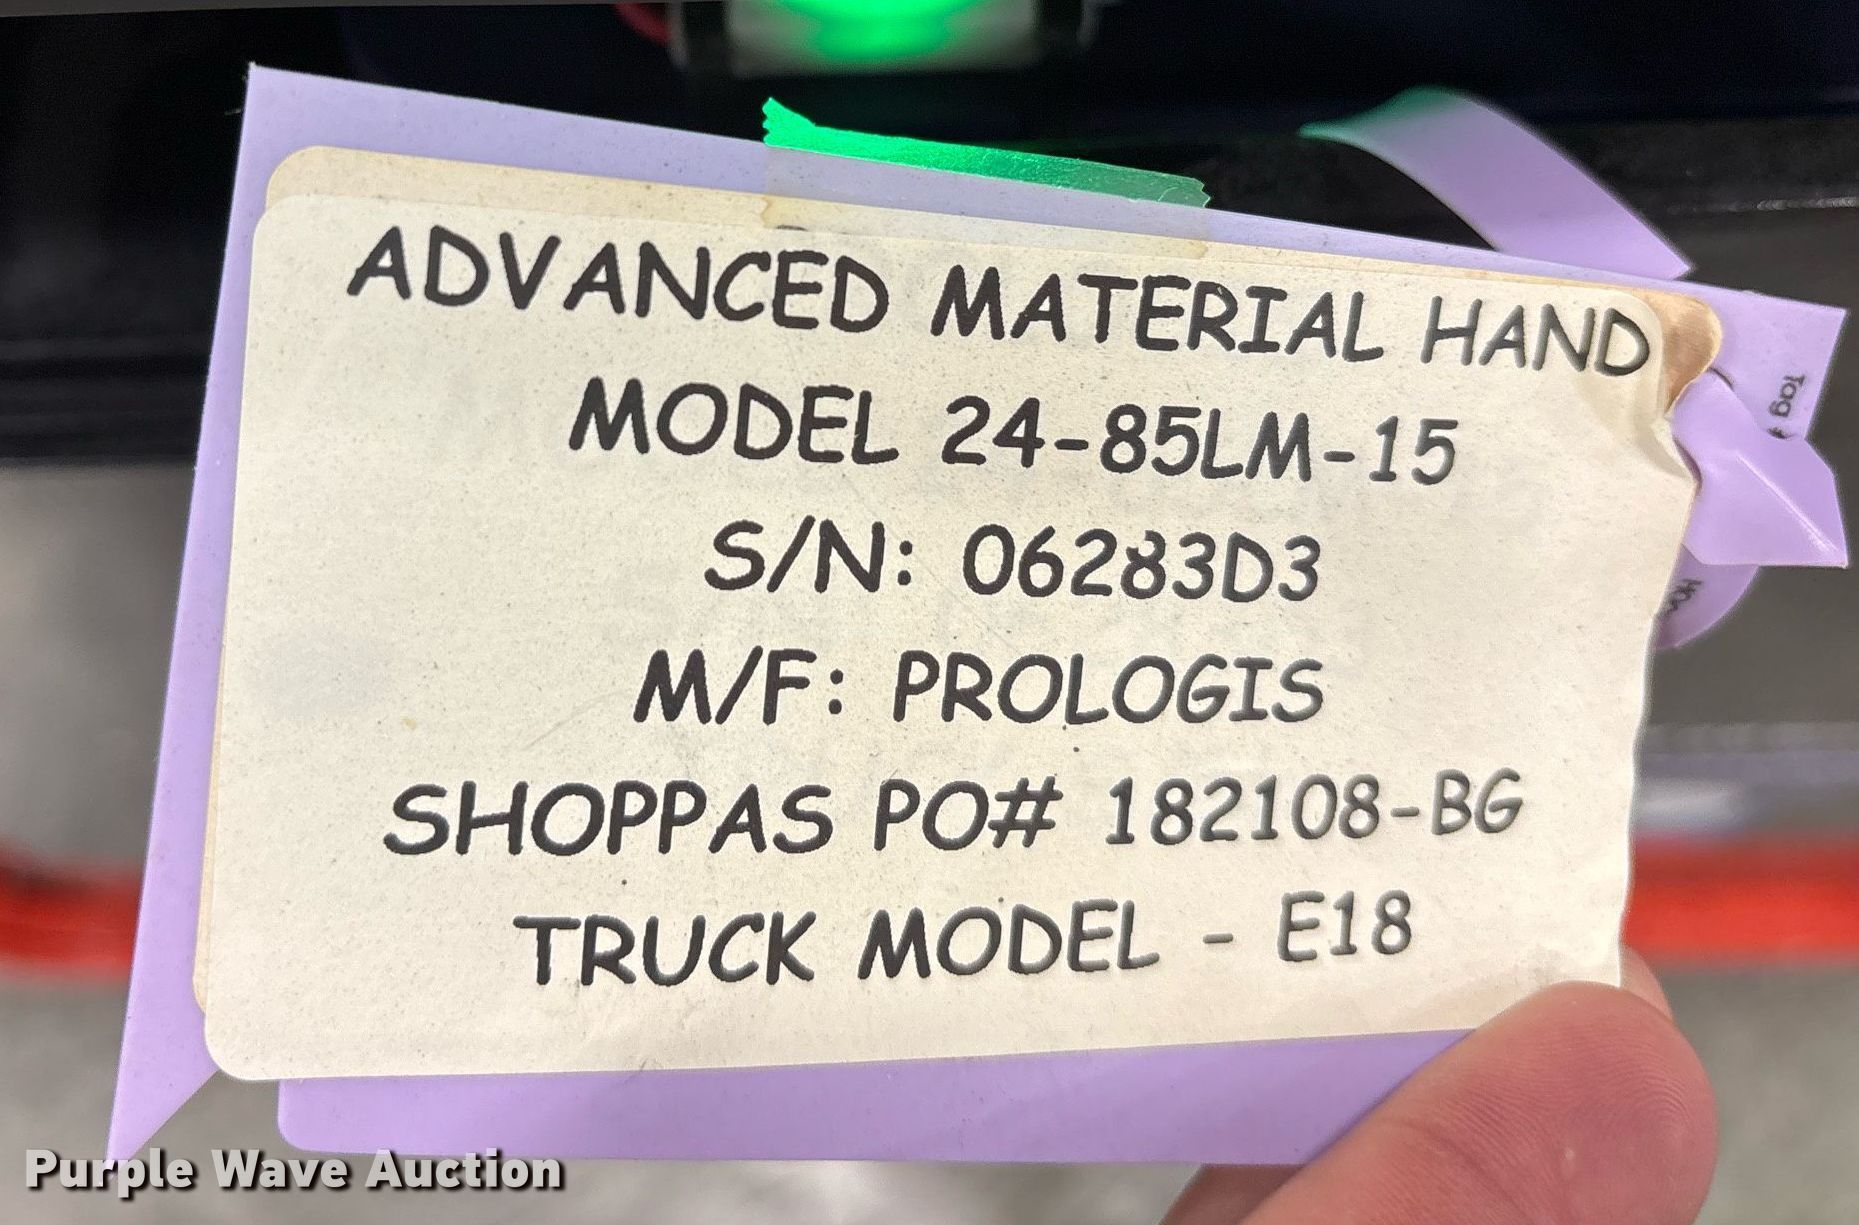 ADVANCED MATERIAL HAND
MODEL 24-85LM-15
S/N: 06283D3
M/F: PROLOGIS
SHOPPAS PO# 182108-BG
TRUCK MODEL - E18
Tag
Purple Wave Auction